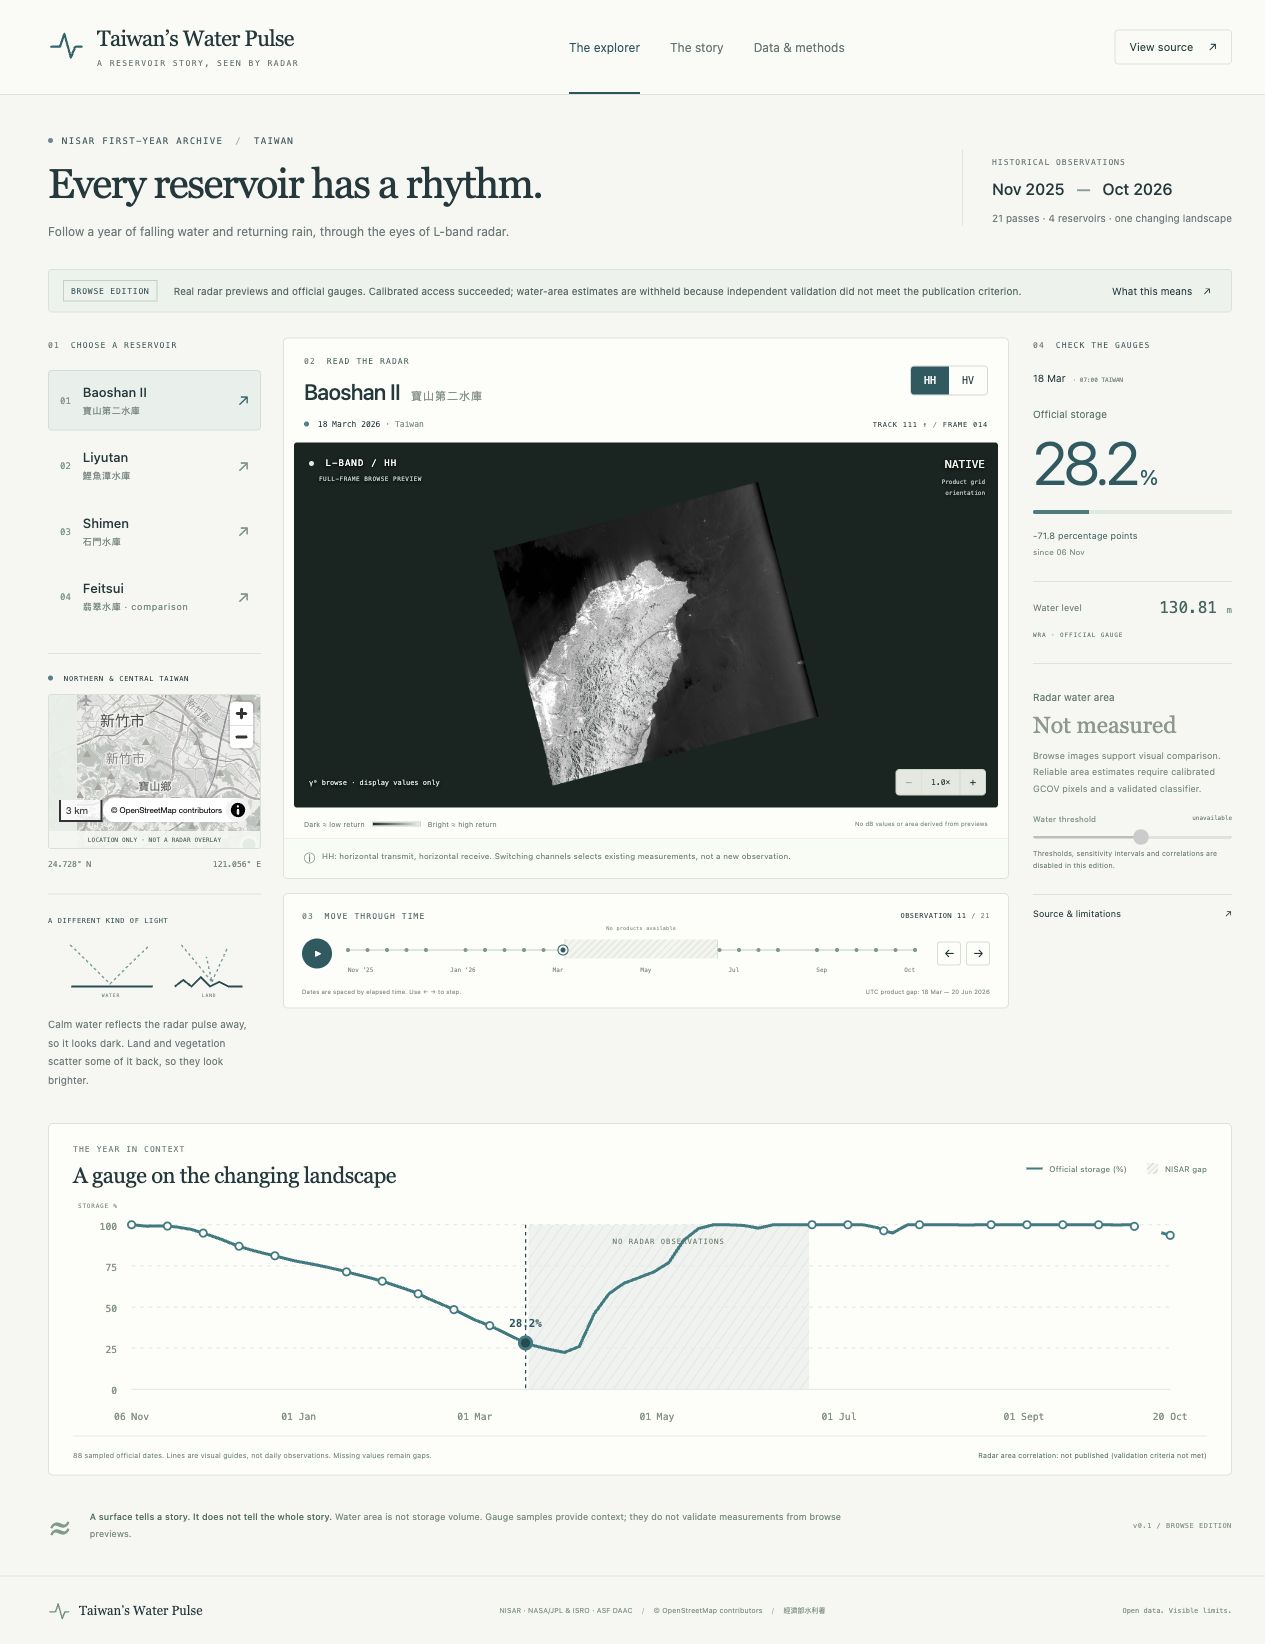 Taiwan's Water Pulse
A RESERVOIR STORY, SEEN BY RADAR
The explorer
The story
Data & methods
View source ↗
NISAR FIRST-YEAR ARCHIVE / TAIWAN
Every reservoir has a rhythm.
Follow a year of falling water and returning rain, through the eyes of L-band radar.
HISTORICAL OBSERVATIONS
Nov 2025 — Oct 2026
21 passes · 4 reservoirs · one changing landscape
BROWSE EDITION
Real radar previews and official gauges. Calibrated access succeeded; water-area estimates are withheld because independent validation did not meet the publication criterion.
What this means ↗
01 CHOOSE A RESERVOIR
01 Baoshan II ↗
寶山第二水庫
02 Liyutan ↗
鯉魚潭水庫
03 Shimen ↗
石門水庫
04 Feitsui ↗
翡翠水庫 · comparison
NORTHERN & CENTRAL TAIWAN
新竹市
新竹市
寶山鄉
+
−
3 km
© OpenStreetMap contributors
LOCATION ONLY · NOT A RADAR OVERLAY
24.728° N 121.056° E
A DIFFERENT KIND OF LIGHT
WATER LAND
Calm water reflects the radar pulse away,
so it looks dark. Land and vegetation
scatter some of it back, so they look
brighter.
02 READ THE RADAR
Baoshan II 寶山第二水庫
HH HV
18 March 2026 · Taiwan
TRACK 111 ↑ / FRAME 014
L-BAND / HH
FULL-FRAME BROWSE PREVIEW
NATIVE
Product grid
orientation
γ° browse · display values only
− 1.0× +
Dark ≈ low return Bright ≈ high return
No dB values or area derived from previews
HH: horizontal transmit, horizontal receive. Switching channels selects existing measurements, not a new observation.
03 MOVE THROUGH TIME
OBSERVATION 11 / 21
No products available
Nov '25 Jan '26 Mar May Jul Sep Oct
← →
Dates are spaced by elapsed time. Use ← → to step.
UTC product gap: 18 Mar — 20 Jun 2026
04 CHECK THE GAUGES
18 Mar · 07:00 TAIWAN
Official storage
28.2%
-71.8 percentage points
since 06 Nov
Water level 130.81 m
WRA · OFFICIAL GAUGE
Radar water area
Not measured
Browse images support visual comparison.
Reliable area estimates require calibrated
GCOV pixels and a validated classifier.
Water threshold unavailable
Thresholds, sensitivity intervals and correlations are
disabled in this edition.
Source & limitations ↗
THE YEAR IN CONTEXT
A gauge on the changing landscape
Official storage (%)
NISAR gap
STORAGE %
100
75
50
25
0
NO RADAR OBSERVATIONS
28.2%
06 Nov 01 Jan 01 Mar 01 May 01 Jul 01 Sept 20 Oct
88 sampled official dates. Lines are visual guides, not daily observations. Missing values remain gaps.
Radar area correlation: not published (validation criteria not met)
A surface tells a story. It does not tell the whole story. Water area is not storage volume. Gauge samples provide context; they do not validate measurements from browse
previews.
v0.1 / BROWSE EDITION
Taiwan's Water Pulse
NISAR · NASA/JPL & ISRO · ASF DAAC / © OpenStreetMap contributors / 經濟部水利署
Open data. Visible limits.